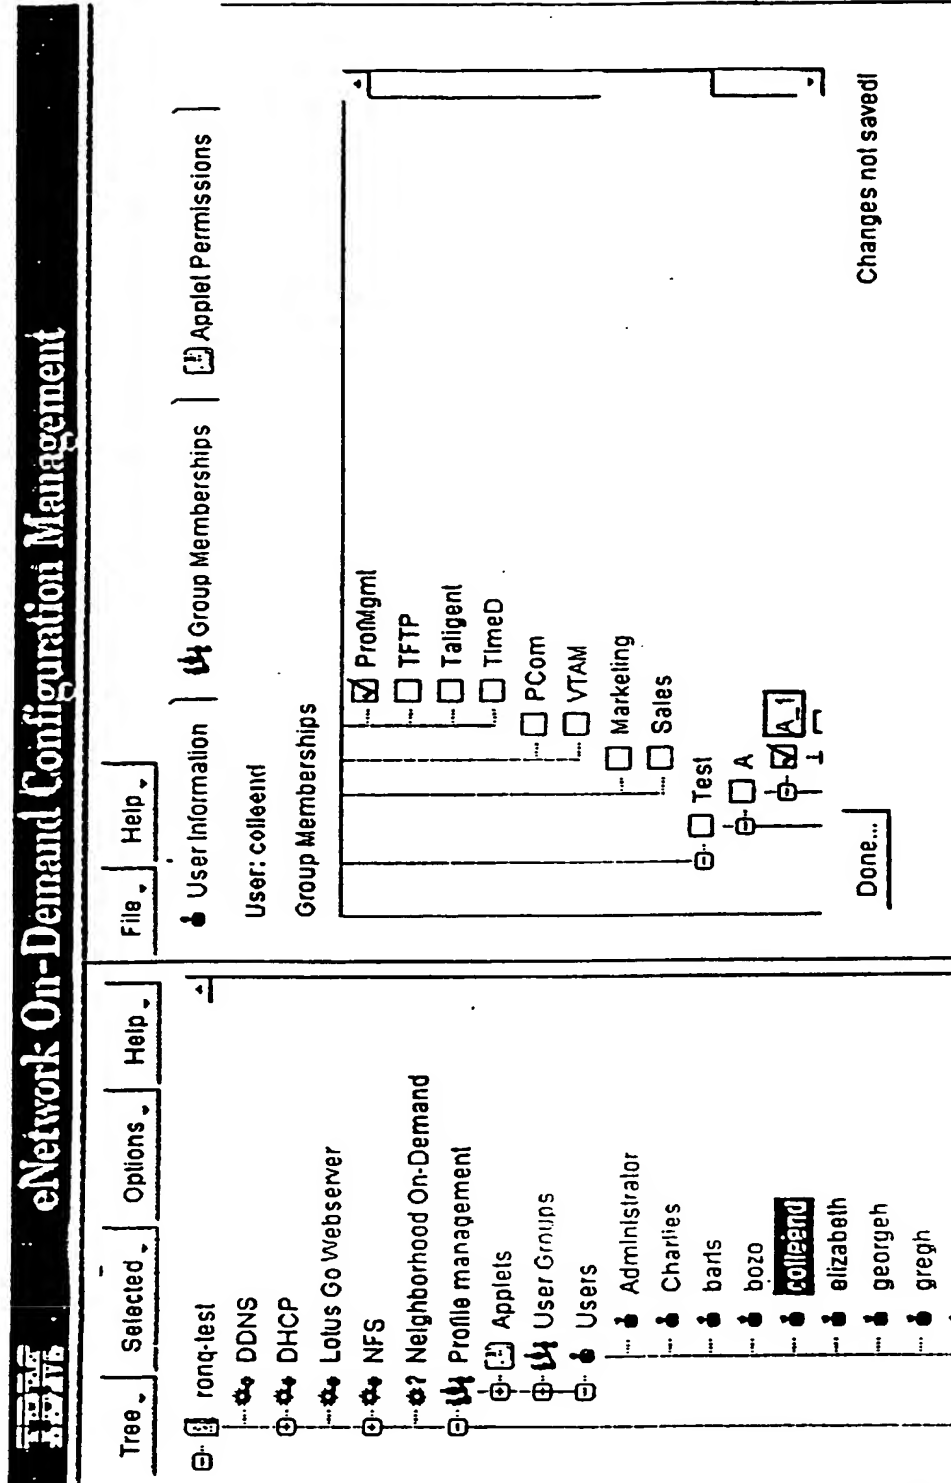 IBM
eNetwork On-Demand Configuration Management
Tree
Selected
Options
Help
ronq-test
DDNS
DHCP
Lotus Go Webserver
NFS
Neighborhood On-Demand
Profile management
Applets
User Groups
Users
Administrator
Charlies
barts
bozo
colleend
elizabeth
georgeh
gregh
File
Help
User Information
Group Memberships
Applet Permissions
User: colleend
Group Memberships
ProfMgmt
TFTP
Taligent
TimeD
PCom
VTAM
Marketing
Sales
Test
A
A_1
Done...
Changes not saved!